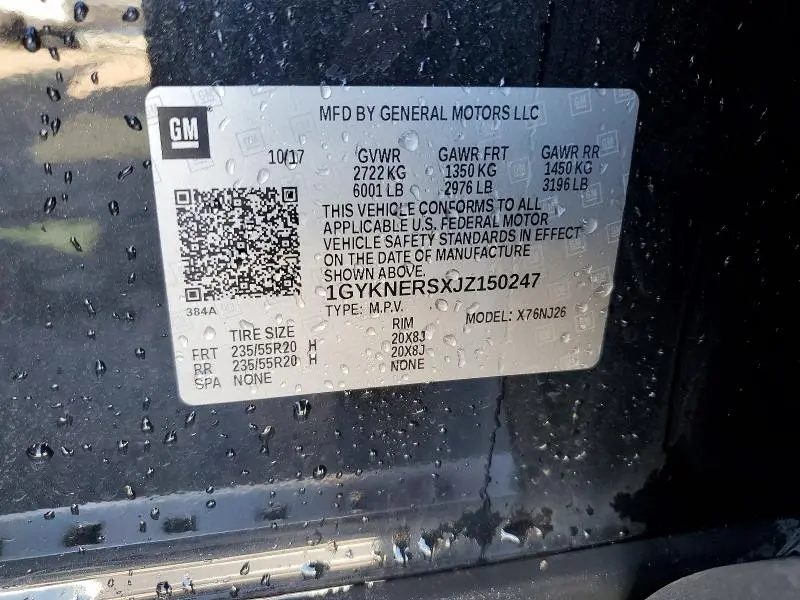 GM
MFD BY GENERAL MOTORS LLC
10/17 GVWR GAWR FRT GAWR RR
2722 KG 1350 KG 1450 KG
6001 LB 2976 LB 3196 LB
THIS VEHICLE CONFORMS TO ALL
APPLICABLE U.S. FEDERAL MOTOR
VEHICLE SAFETY STANDARDS IN EFFECT
ON THE DATE OF MANUFACTURE
SHOWN ABOVE.
1GYKNERSXJZ150247
384A TYPE: M.P.V. MODEL: X76NJ26
TIRE SIZE RIM
FRT 235/55R20 H 20X8J
RR 235/55R20 H 20X8J
SPA NONE NONE